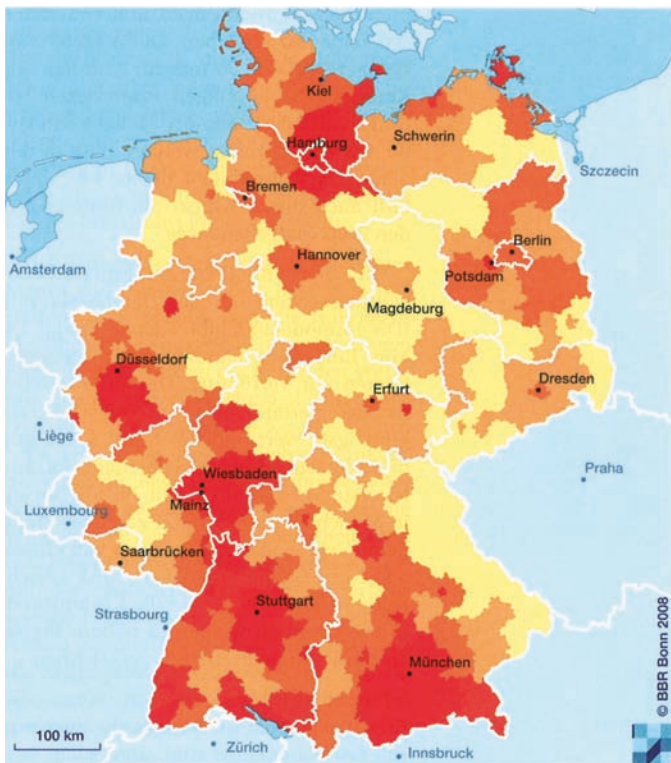 Kiel
Hamburg
Schwerin
Szczecin
Bremen
Amsterdam
Hannover
Berlin
Potsdam
Magdeburg
Düsseldorf
Erfurt
Dresden
Liège
Wiesbaden
Mainz
Praha
Luxembourg
Saarbrücken
Strasbourg
Stuttgart
München
© BBR Bonn 2008
100 km
Zürich
Innsbruck